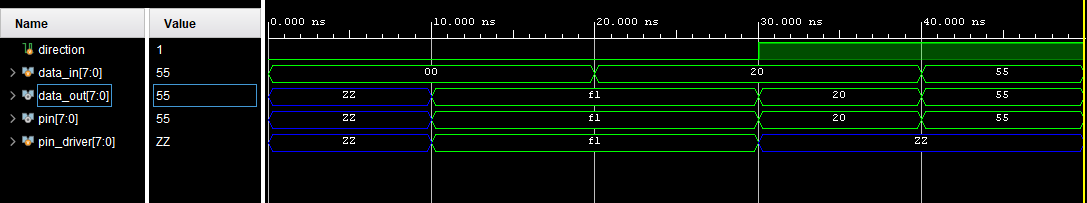 Name Value 0.000 ns 10.000 ns 20.000 ns 30.000 ns 40.000 ns
direction 1
data_in[7:0] 55 00 20 55
data_out[7:0] 55 ZZ f1 20 55
pin[7:0] 55 ZZ f1 20 55
pin_driver[7:0] ZZ ZZ f1 ZZ